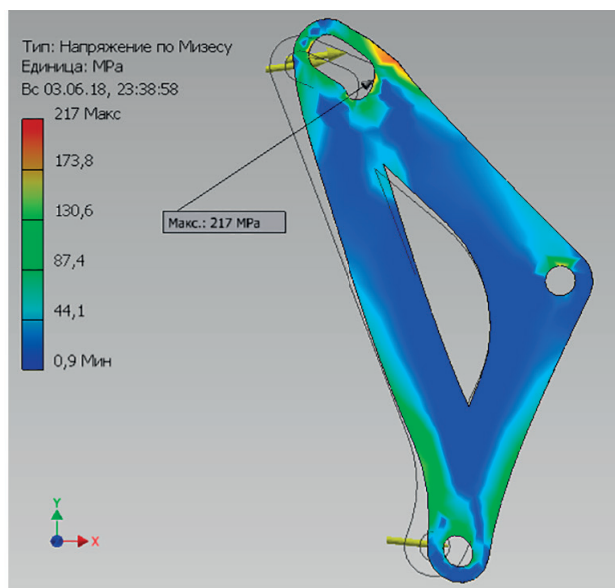 Тип: Напряжение по Мизесу
Единица: MPa
Вс 03.06.18, 23:38:58
217 Макс
173,8
130,6
Макс.: 217 MPa
87,4
44,1
0,9 Мин
Y
X